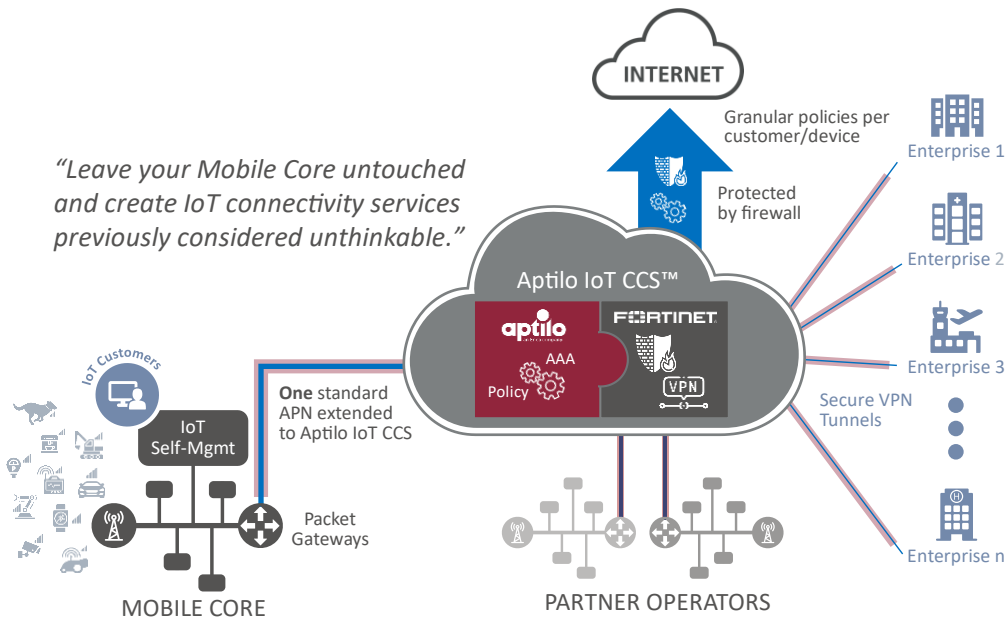 INTERNET
Granular policies per
customer/device
Protected
by firewall
“Leave your Mobile Core untouched
and create IoT connectivity services
previously considered unthinkable.”
Aptilo IoT CCS™
aptilo
AAA
Policy
FORTINET
VPN
Enterprise 1
Enterprise 2
Enterprise 3
Secure VPN
Tunnels
Enterprise n
IoT Customers
IoT
Self-Mgmt
One standard
APN extended
to Aptilo IoT CCS
Packet
Gateways
MOBILE CORE
PARTNER OPERATORS